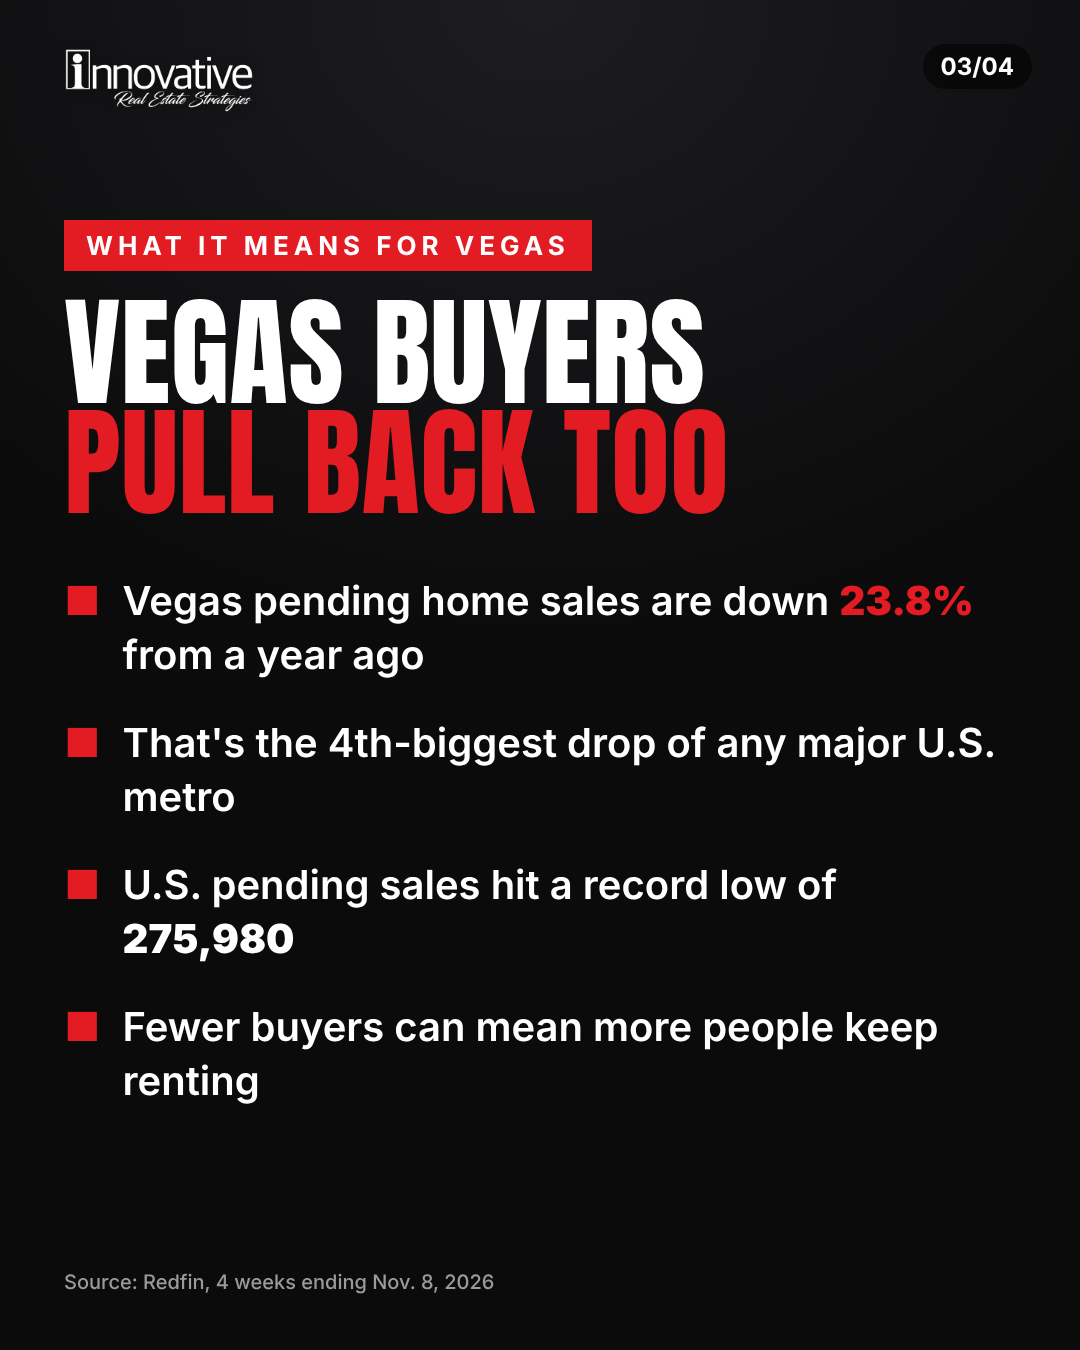 innovative
Real Estate Strategies
03/04
WHAT IT MEANS FOR VEGAS
VEGAS BUYERS
PULL BACK TOO
Vegas pending home sales are down 23.8%
from a year ago
That's the 4th-biggest drop of any major U.S.
metro
U.S. pending sales hit a record low of
275,980
Fewer buyers can mean more people keep
renting
Source: Redfin, 4 weeks ending Nov. 8, 2026